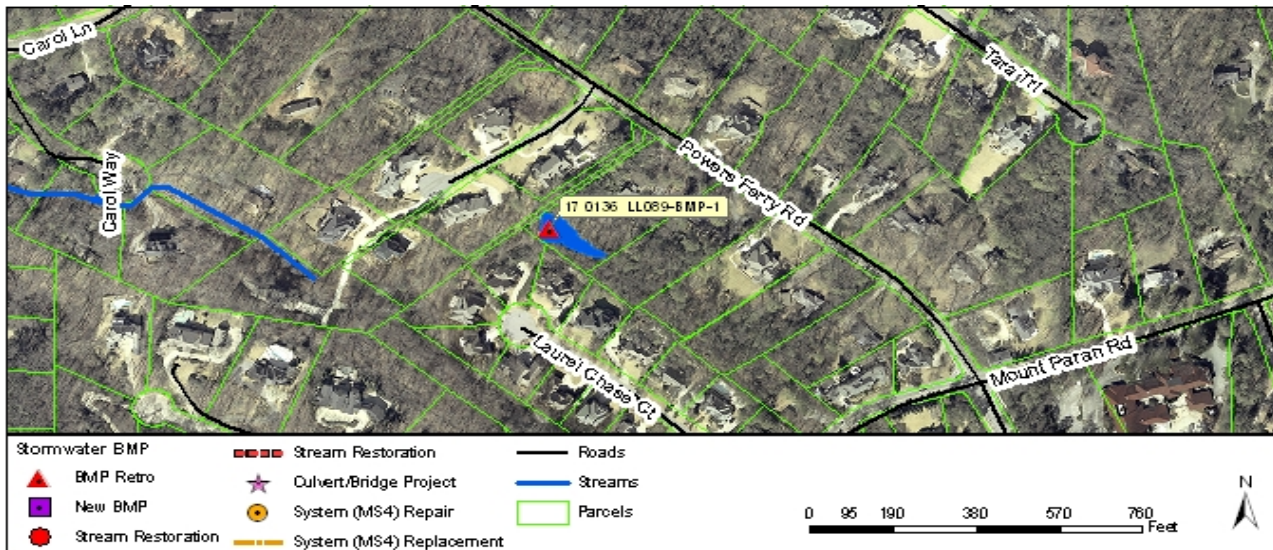 Carol Ln
Tara Trl
Carol Way
Powers Ferry Rd
17 0136 LL089-BMP-1
Laurel Chase Ct
Mount Paran Rd
Stormwater BMP
BMP Retro
New BMP
Stream Restoration
Stream Restoration
Culvert/Bridge Project
System (MS4) Repair
System (MS4) Replacement
Roads
Streams
Parcels
0 95 190 380 570 760
Feet
N